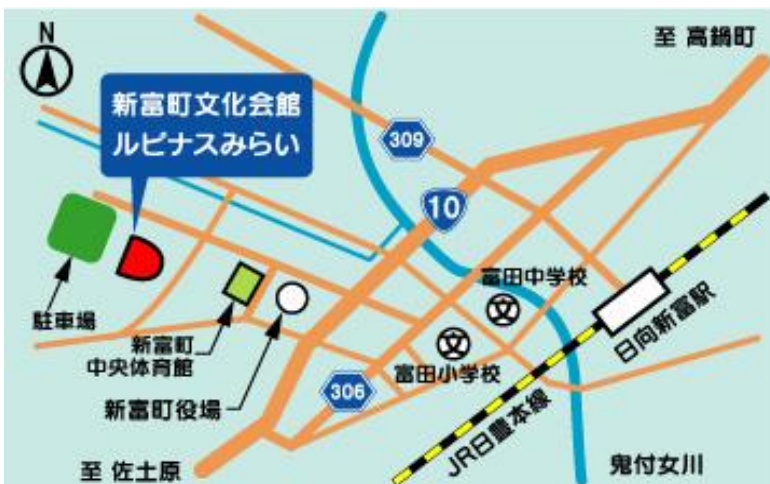 N
至 高鍋町
新富町文化会館
ルピナスみらい
309
10
富田中学校
文
日向新富駅
駐車場
新富町
中央体育館
文
富田小学校
新富町役場
306
JR日豊本線
至 佐土原
鬼付女川